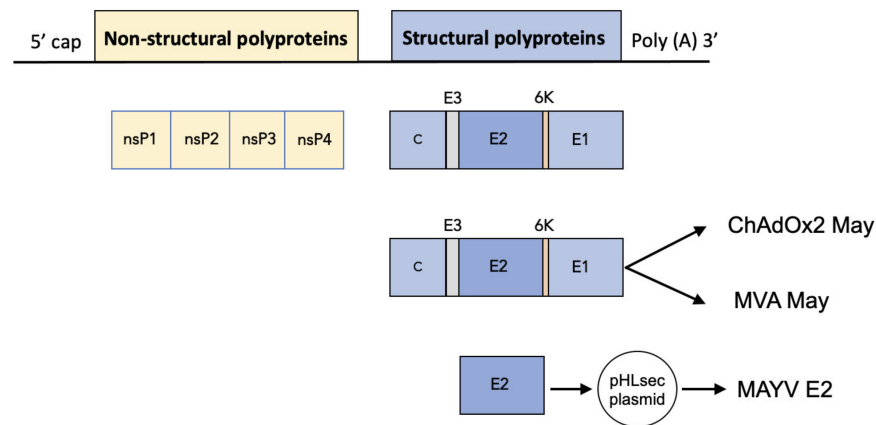 5′ cap
Non-structural polyproteins
Structural polyproteins
Poly (A) 3′
E3
6K
nsP1
nsP2
nsP3
nsP4
C
E2
E1
E3
6K
C
E2
E1
ChAdOx2 May
MVA May
E2
pHLsec
plasmid
MAYV E2